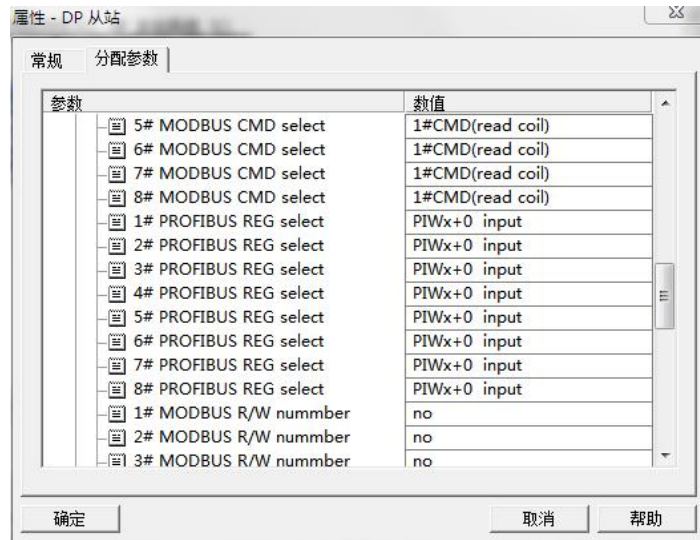 属性 - DP 从站
常规 分配参数
参数 数值
5# MODBUS CMD select 1#CMD(read coil)
6# MODBUS CMD select 1#CMD(read coil)
7# MODBUS CMD select 1#CMD(read coil)
8# MODBUS CMD select 1#CMD(read coil)
1# PROFIBUS REG select PIWx+0 input
2# PROFIBUS REG select PIWx+0 input
3# PROFIBUS REG select PIWx+0 input
4# PROFIBUS REG select PIWx+0 input
5# PROFIBUS REG select PIWx+0 input
6# PROFIBUS REG select PIWx+0 input
7# PROFIBUS REG select PIWx+0 input
8# PROFIBUS REG select PIWx+0 input
1# MODBUS R/W nummber no
2# MODBUS R/W nummber no
3# MODBUS R/W nummber no
确定 取消 帮助